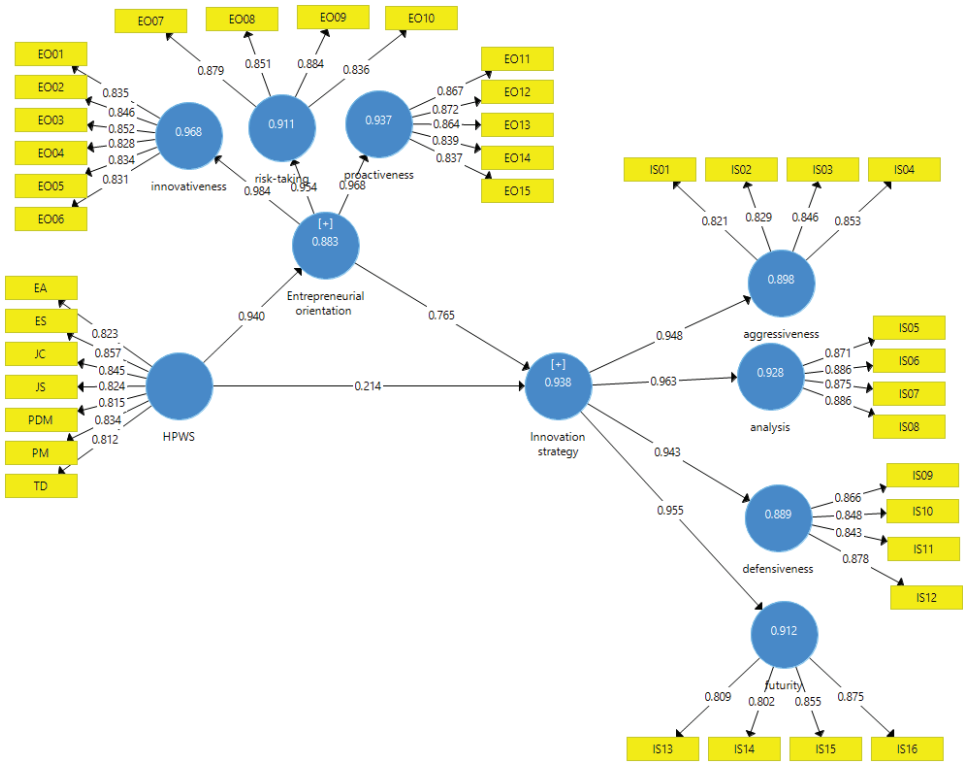 EO07
EO08
EO09
EO10
EO01
EO02
EO03
EO04
EO05
EO06
0.835
0.846
0.852
0.828
0.834
0.831
0.879
0.851
0.884
0.836
EO11
EO12
EO13
EO14
EO15
0.867
0.872
0.864
0.839
0.837
0.968
innovativeness
0.911
risk-taking
0.937
proactiveness
0.984
0.954
0.968
[+]
0.883
Entrepreneurial
orientation
IS01
IS02
IS03
IS04
0.821
0.829
0.846
0.853
0.898
aggressiveness
EA
ES
JC
JS
PDM
PM
TD
0.823
0.857
0.845
0.824
0.815
0.834
0.812
HPWS
0.940
0.765
0.214
[+]
0.938
Innovation
strategy
0.948
0.963
0.943
0.955
0.928
analysis
IS05
IS06
IS07
IS08
0.871
0.886
0.875
0.886
0.889
defensiveness
IS09
IS10
IS11
IS12
0.866
0.848
0.843
0.878
0.912
futurity
0.809
0.802
0.855
0.875
IS13
IS14
IS15
IS16